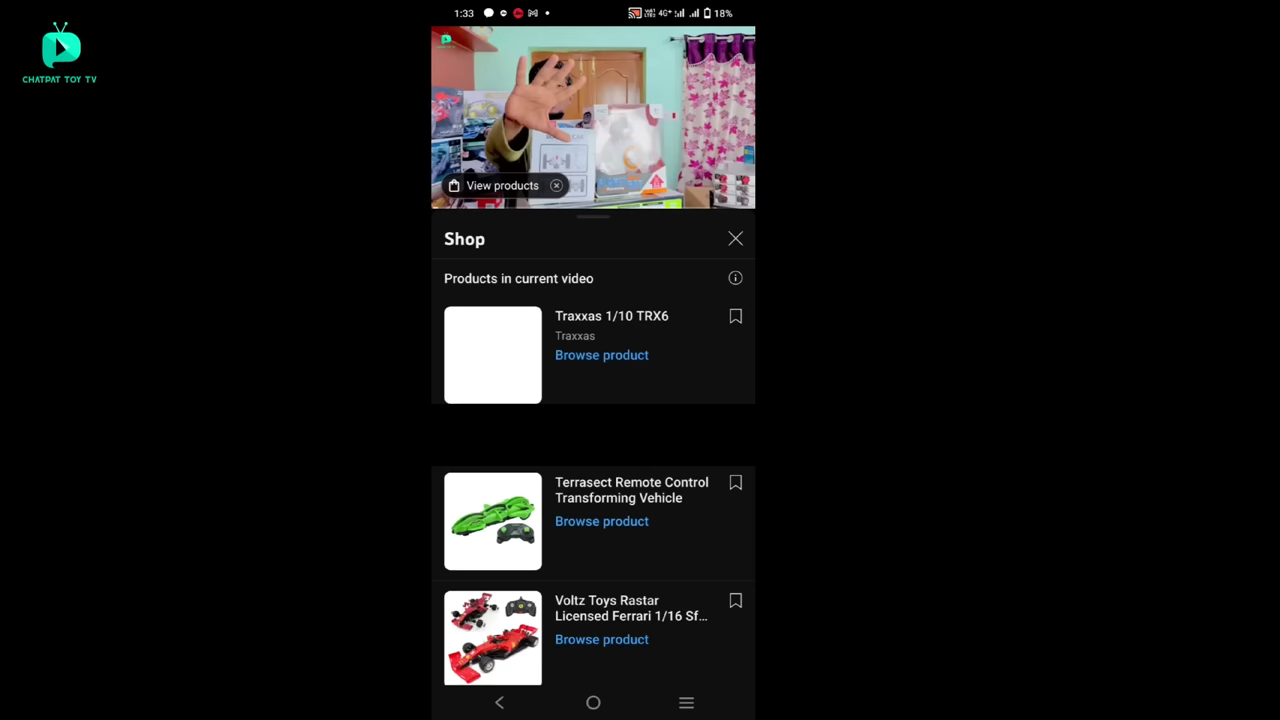 1:33
4G+
18%
CHATPAT TOY TV
View products
Shop
Products in current video
Traxxas 1/10 TRX6
Traxxas
Browse product
Terrasect Remote Control
Transforming Vehicle
Browse product
Voltz Toys Rastar
Licensed Ferrari 1/16 Sf...
Browse product